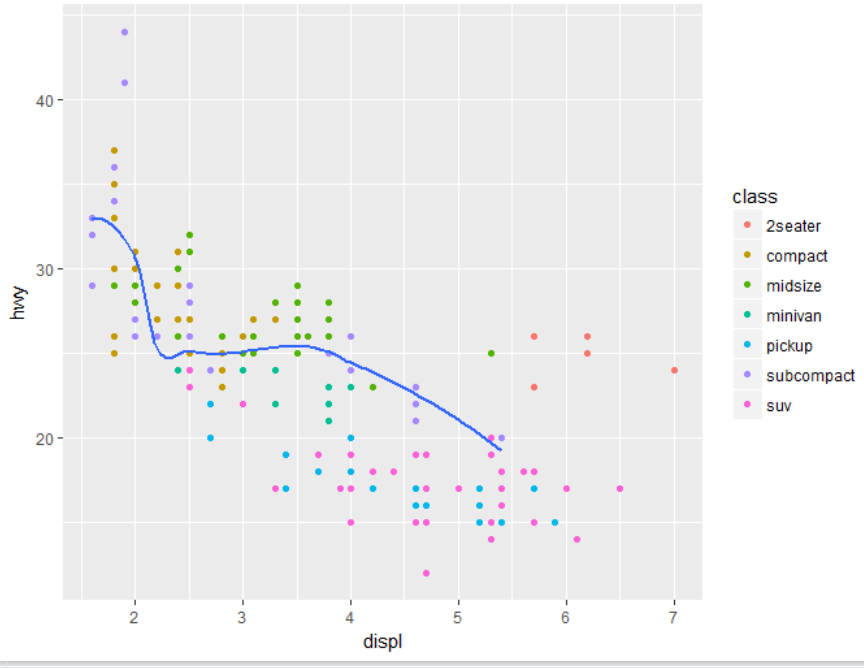 hwy
40
30
20
2 3 4 5 6 7
displ
class
2seater
compact
midsize
minivan
pickup
subcompact
suv